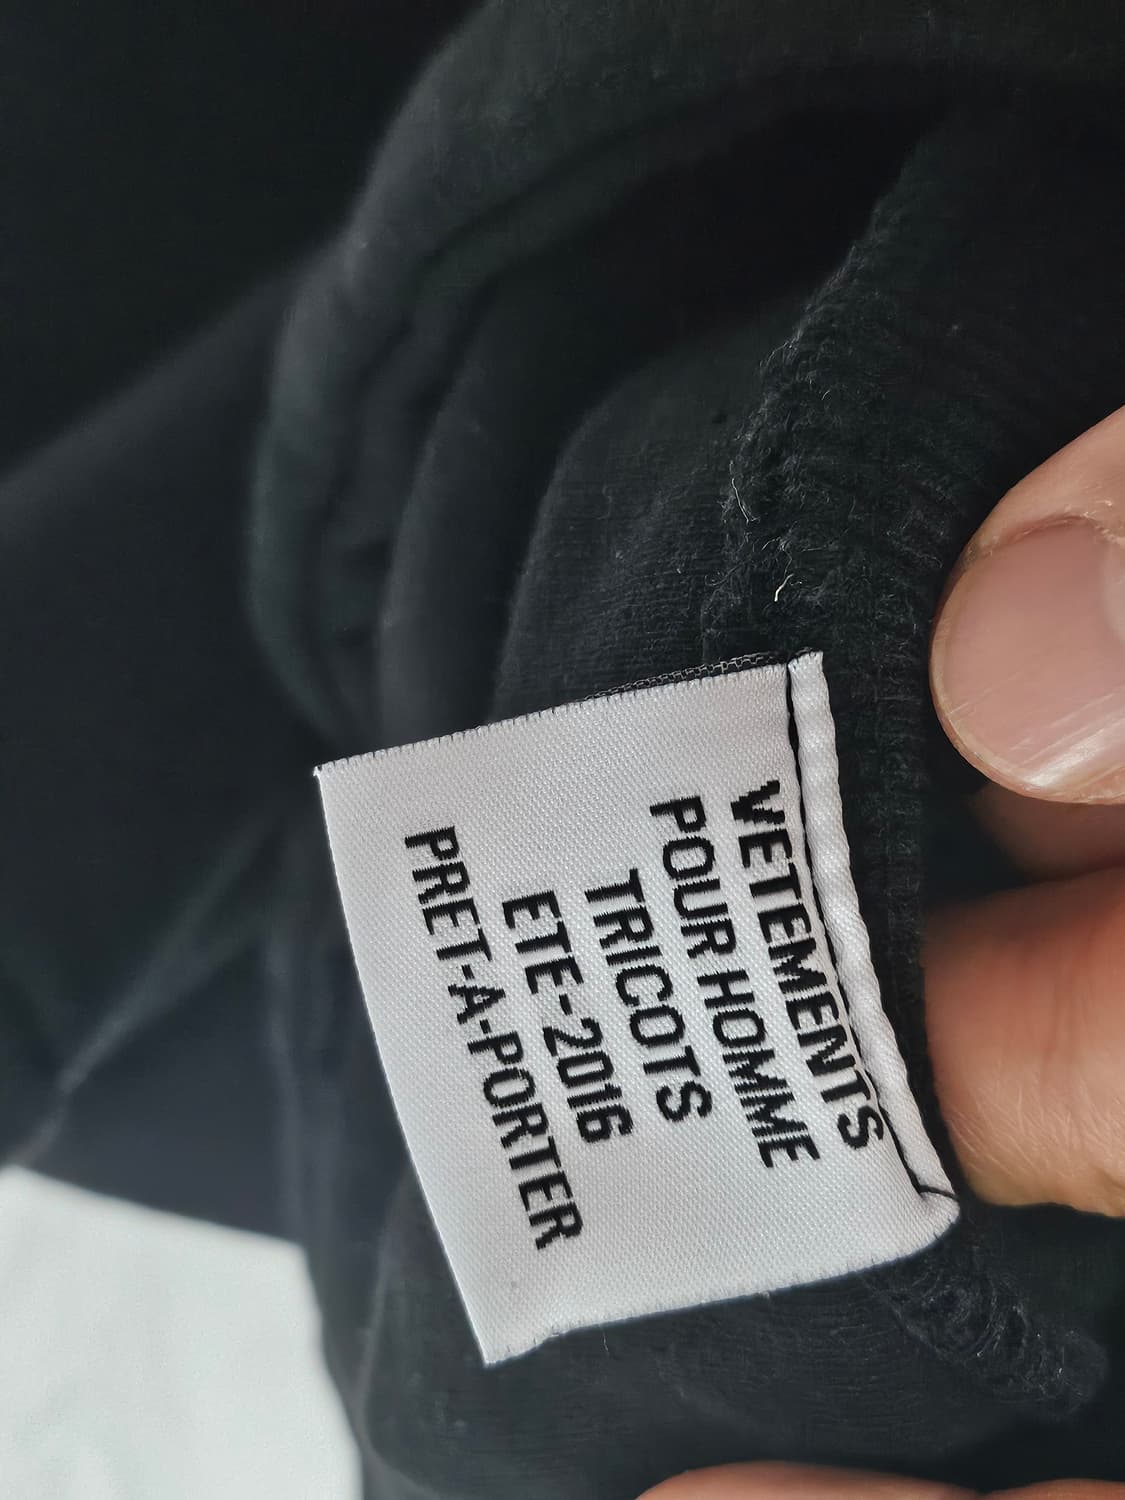 VETEMENTS
POUR HOMME
TRICOTS
ETE-2016
PRET-A-PORTER